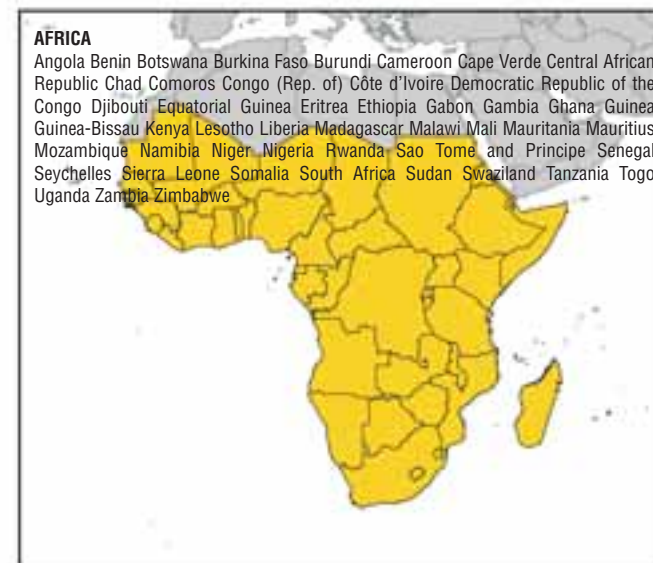 AFRICA
Angola Benin Botswana Burkina Faso Burundi Cameroon Cape Verde Central African
Republic Chad Comoros Congo (Rep. of) Côte d'Ivoire Democratic Republic of the
Congo Djibouti Equatorial Guinea Eritrea Ethiopia Gabon Gambia Ghana Guinea
Guinea-Bissau Kenya Lesotho Liberia Madagascar Malawi Mali Mauritania Mauritius
Mozambique Namibia Niger Nigeria Rwanda Sao Tome and Principe Senegal
Seychelles Sierra Leone Somalia South Africa Sudan Swaziland Tanzania Togo
Uganda Zambia Zimbabwe